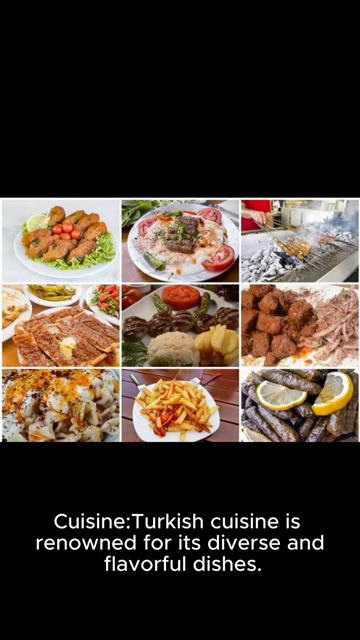 Cuisine:Turkish cuisine is
renowned for its diverse and
flavorful dishes.